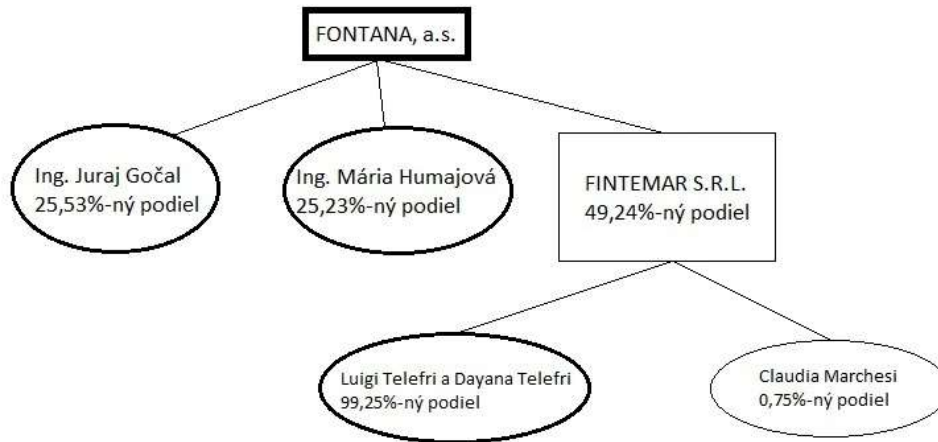 FONTANA, a.s.
Ing. Juraj Gočal
25,53%-ný podiel
Ing. Mária Humajová
25,23%-ný podiel
FINTEMAR S.R.L.
49,24%-ný podiel
Luigi Telefri a Dayana Telefri
99,25%-ný podiel
Claudia Marchesi
0,75%-ný podiel